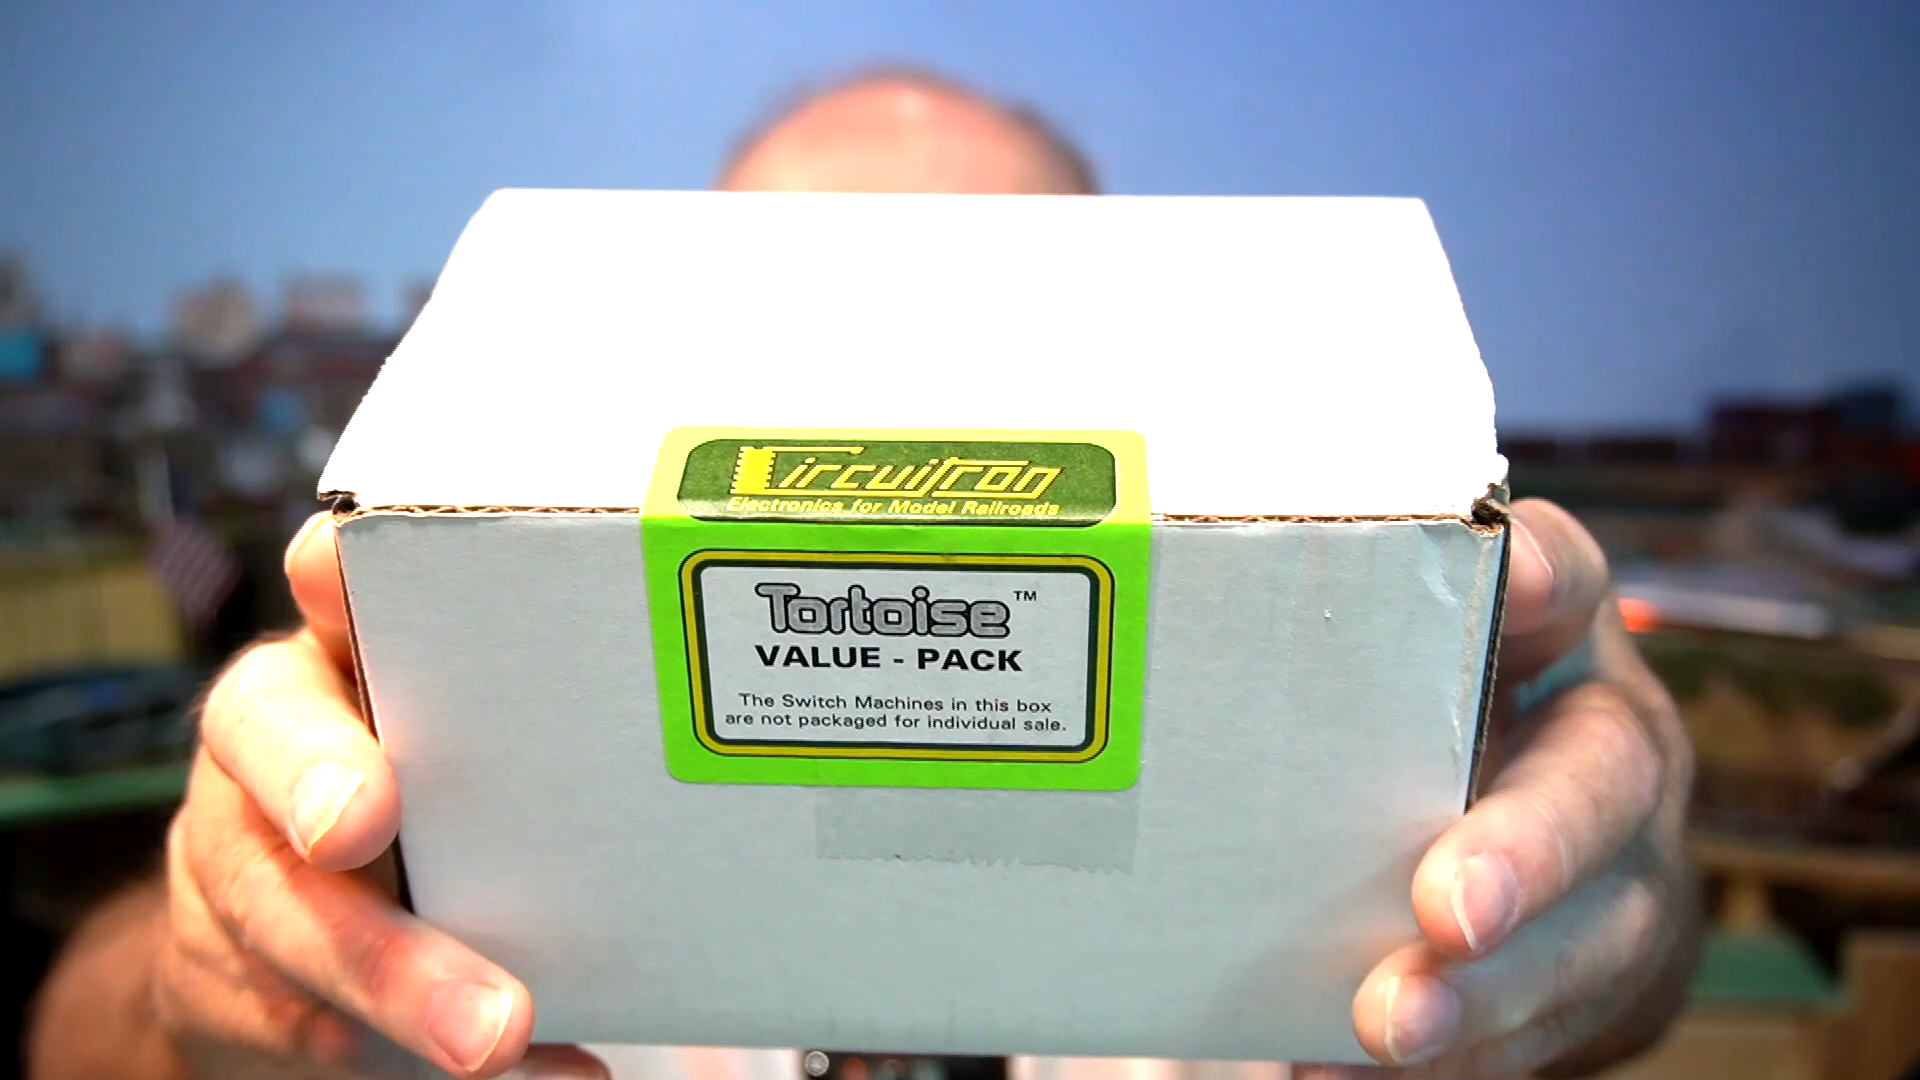 Circuitron
Electronics for Model Railroads
Tortoise™
VALUE - PACK
The Switch Machines in this box
are not packaged for individual sale.